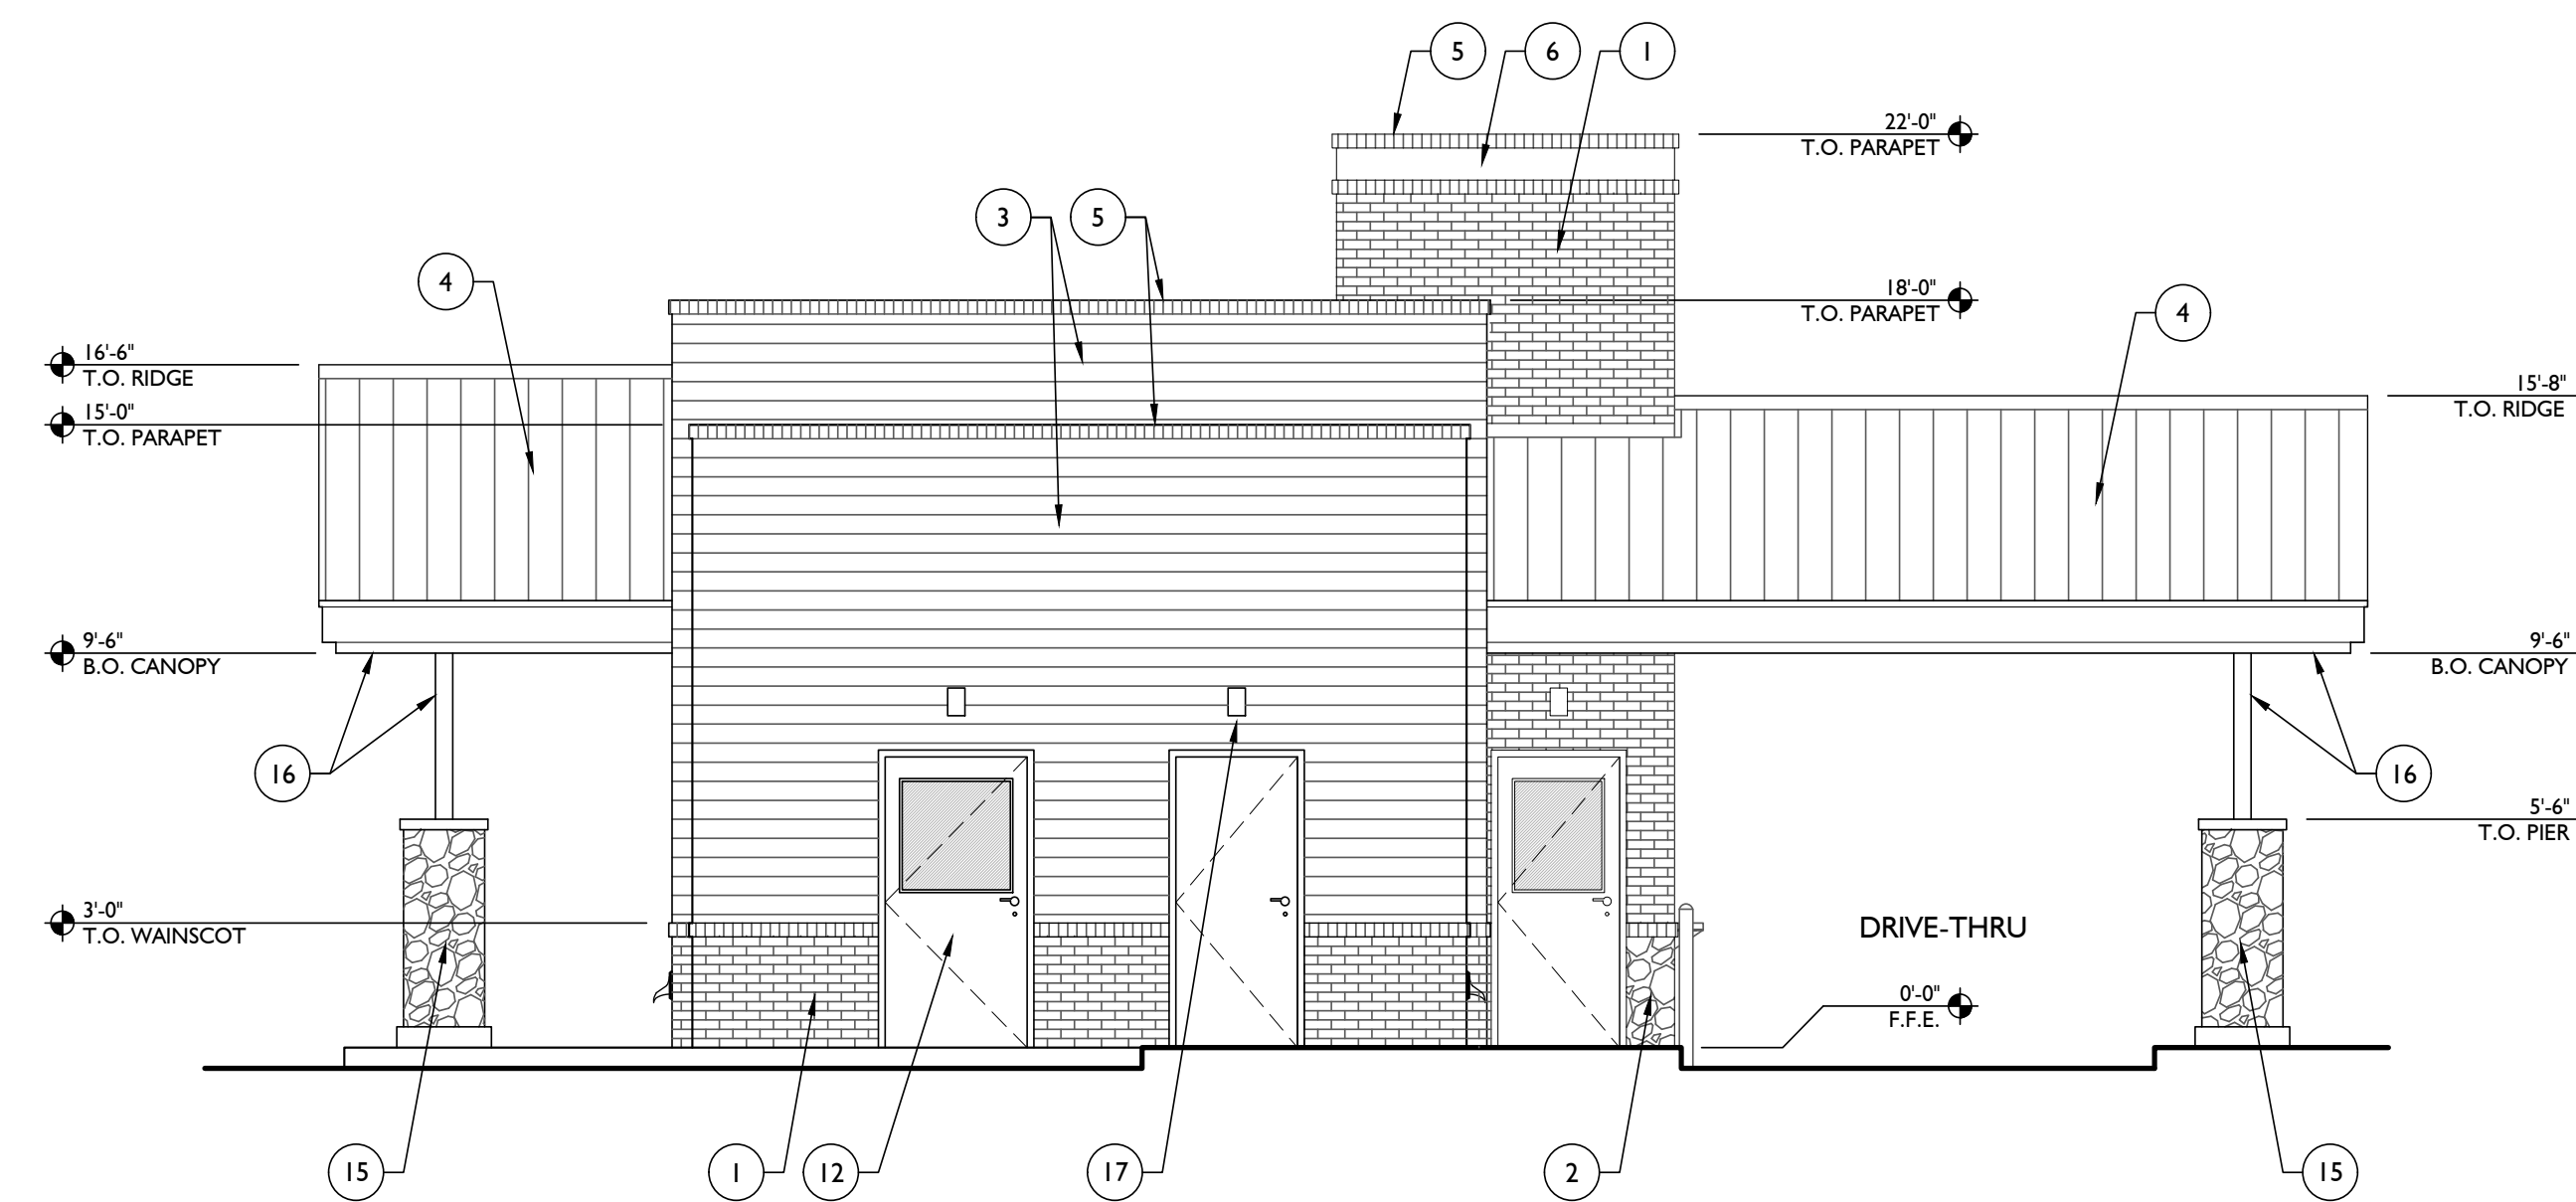 5
6
1
22'-0"
T.O. PARAPET
3
5
4
18'-0"
T.O. PARAPET
4
16'-6"
T.O. RIDGE
15'-8"
T.O. RIDGE
15'-0"
T.O. PARAPET
9'-6"
B.O. CANOPY
9'-6"
B.O. CANOPY
16
16
5'-6"
T.O. PIER
3'-0"
T.O. WAINSCOT
DRIVE-THRU
0'-0"
F.F.E.
15
1
12
17
2
15